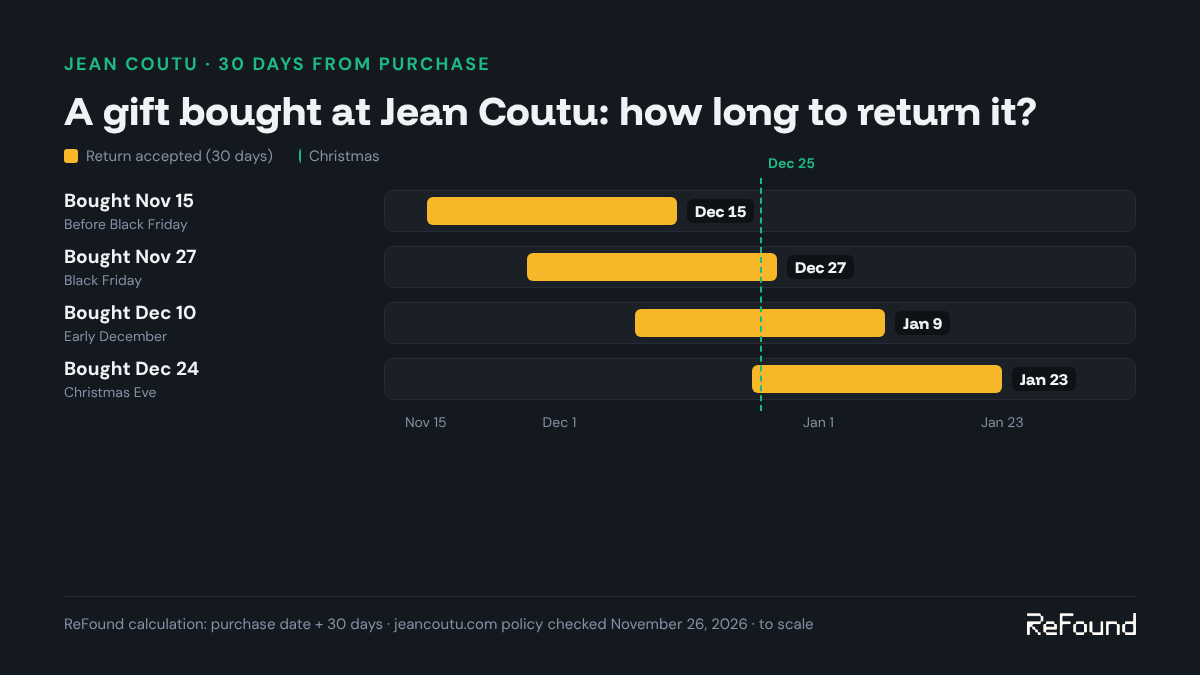 JEAN COUTU · 30 DAYS FROM PURCHASE
A gift bought at Jean Coutu: how long to return it?
Return accepted (30 days)
Christmas
Dec 25
Bought Nov 15
Before Black Friday
Dec 15
Bought Nov 27
Black Friday
Dec 27
Bought Dec 10
Early December
Jan 9
Bought Dec 24
Christmas Eve
Jan 23
Nov 15
Dec 1
Jan 1
Jan 23
ReFound calculation: purchase date + 30 days · jeancoutu.com policy checked November 26, 2026 · to scale
ReFound